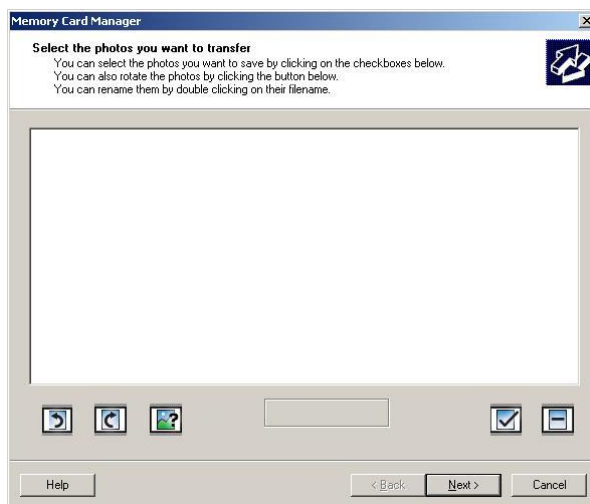 Memory Card Manager
Select the photos you want to transfer
You can select the photos you want to save by clicking on the checkboxes below.
You can also rotate the photos by clicking the button below.
You can rename them by double clicking on their filename.
Help
< Back
Next >
Cancel